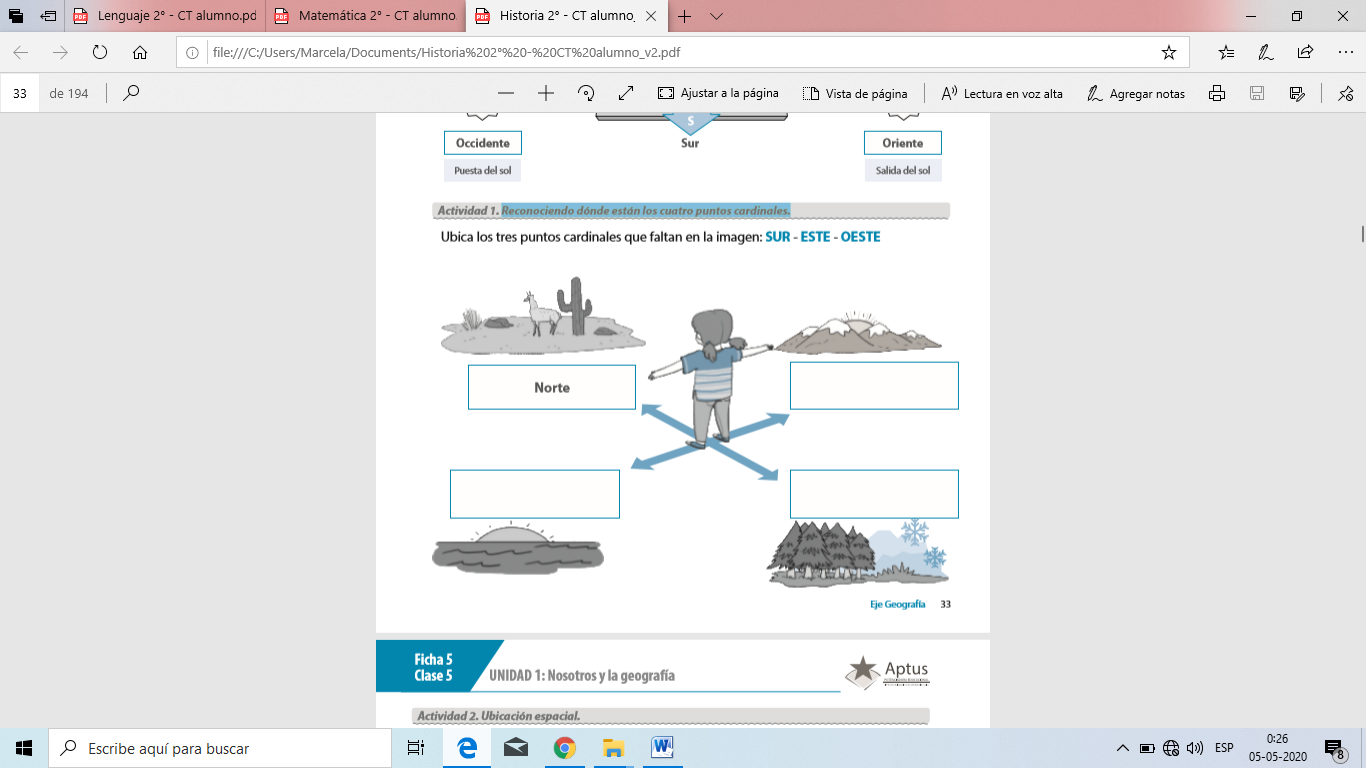 Lenguaje 2° - CT alumno.pd
Matemática 2° - CT alumno.
Historia 2° - CT alumno_
file:///C:/Users/Marcela/Documents/Historia%202°%20-%20CT%20alumno_v2.pdf
33 de 194
Ajustar a la página
Vista de página
Lectura en voz alta
Agregar notas
S
Occidente
Sur
Oriente
Puesta del sol
Salida del sol
Actividad 1. Reconociendo dónde están los cuatro puntos cardinales.
Ubica los tres puntos cardinales que faltan en la imagen: SUR - ESTE - OESTE
Norte
Eje Geografía 33
Ficha 5
Clase 5
UNIDAD 1: Nosotros y la geografía
Aptus
Actividad 2. Ubicación espacial.
Escribe aquí para buscar
ESP
0:26
05-05-2020
8